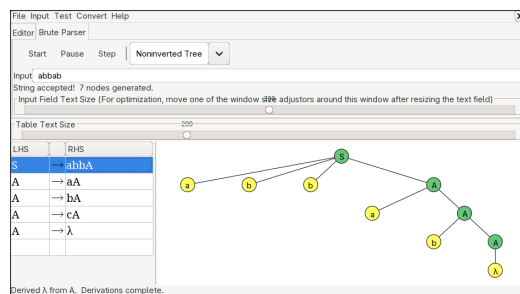 File Input Test Convert Help
Editor Brute Parser
Start Pause Step Noninverted Tree
Input abbab
String accepted! 7 nodes generated.
Input Field Text Size (For optimization, move one of the window size adjustors around this window after resizing the text field)
Table Text Size
200
LHS RHS
S → abbA
A → aA
A → bA
A → cA
A → λ
S
a b b A
a A
b A
λ
Derived λ from A. Derivations complete.